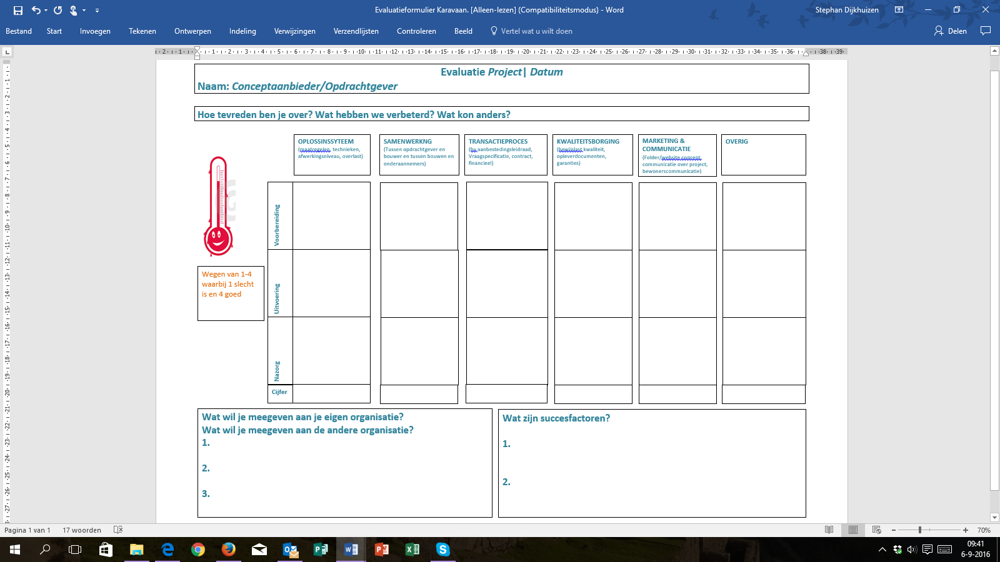 Evaluatieformulier Karavaan. [Alleen-lezen] (Compatibiliteitsmodus) - Word
Stephan Dijkhuizen
Bestand Start Invoegen Tekenen Ontwerpen Indeling Verwijzingen Verzendlijsten Controleren Beeld Vertel wat u wilt doen Delen
Evaluatie Project| Datum
Naam: Conceptaanbieder/Opdrachtgever
Hoe tevreden ben je over? Wat hebben we verbeterd? Wat kon anders?
OPLOSSINSSYTEEM
(maatregelen, technieken,
afwerkingsniveau, overlast)
SAMENWERKNG
(Tussen opdrachtgever en
bouwer en tussen bouwen en
onderaannemers)
TRANSACTIEPROCES
(bv aanbestedingsleidraad,
Vraagspecificatie, contract,
financieel)
KWALITEITSBORGING
(bewijslast kwaliteit,
opleverdocumenten,
garanties)
MARKETING &
COMMUNICATIE
(Folder/website concept,
communicatie over project,
bewonerscommunicatie)
OVERIG
Voorbereiding
Wegen van 1-4
waarbij 1 slecht
is en 4 goed
Uitvoering
Nazorg
Cijfer
Wat wil je meegeven aan je eigen organisatie?
Wat wil je meegeven aan de andere organisatie?
1.
2.
3.
Wat zijn succesfactoren?
1.
2.
Pagina 1 van 1 17 woorden 70%
09:41
6-9-2016